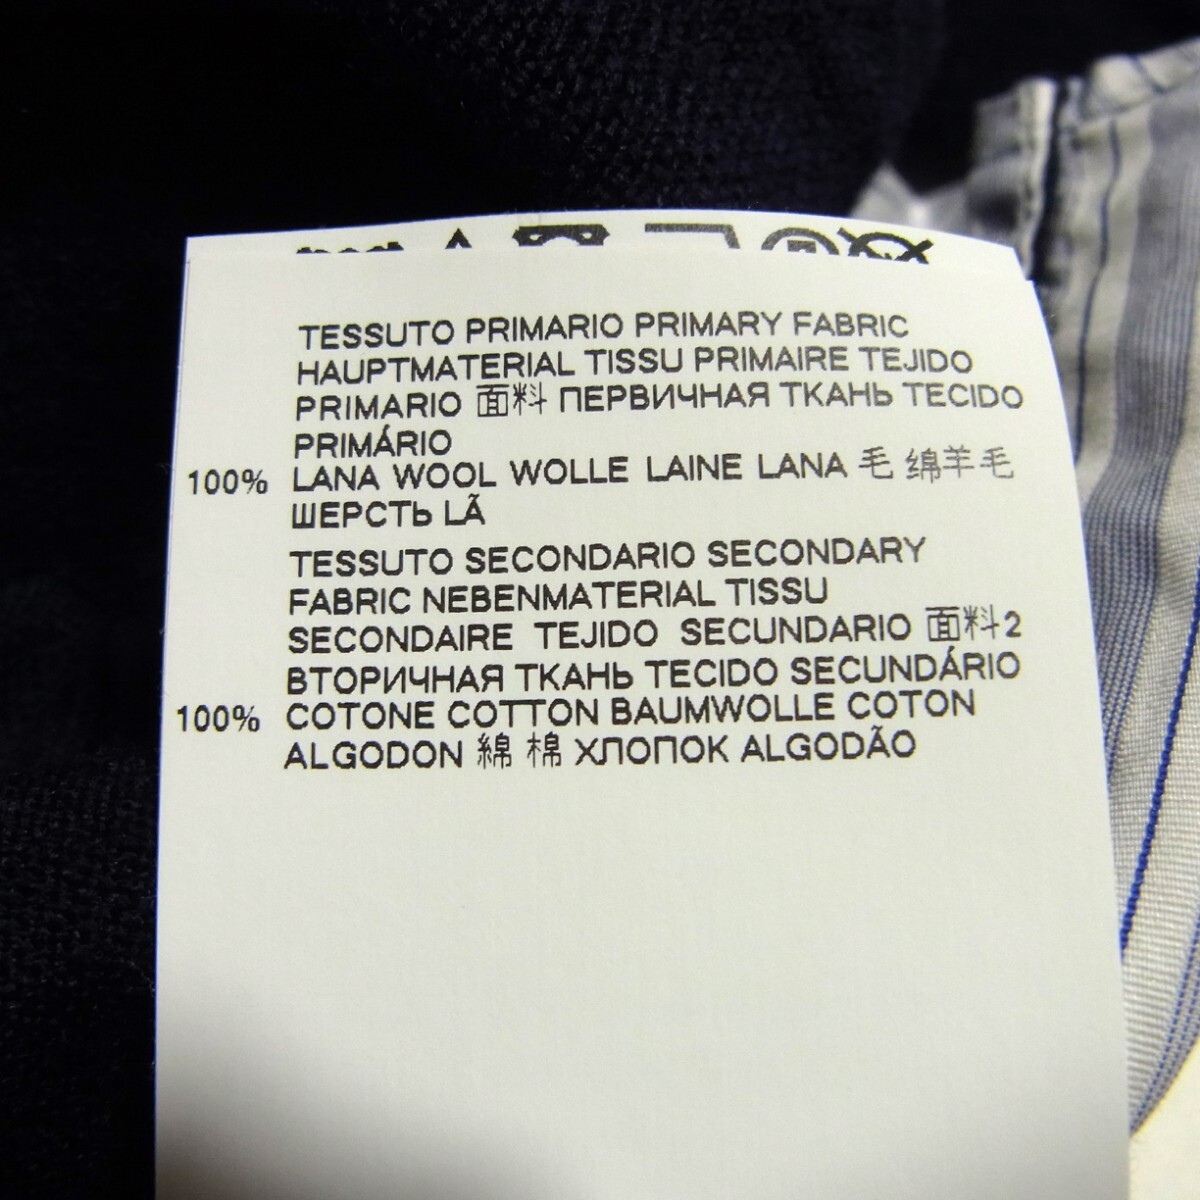 TESSUTO PRIMARIO PRIMARY FABRIC
HAUPTMATERIAL TISSU PRIMAIRE TEJIDO
PRIMARIO 面料 ПЕРВИЧНАЯ ТКАНЬ TECIDO
PRIMÁRIO
100% LANA WOOL WOLLE LAINE LANA 毛 绵羊毛
ШЕРСТЬ LÃ
TESSUTO SECONDARIO SECONDARY
FABRIC NEBENMATERIAL TISSU
SECONDAIRE TEJIDO SECUNDARIO 面料2
ВТОРИЧНАЯ ТКАНЬ TECIDO SECUNDÁRIO
100% COTONE COTTON BAUMWOLLE COTON
ALGODON 綿 棉 ХЛОПОК ALGODÃO